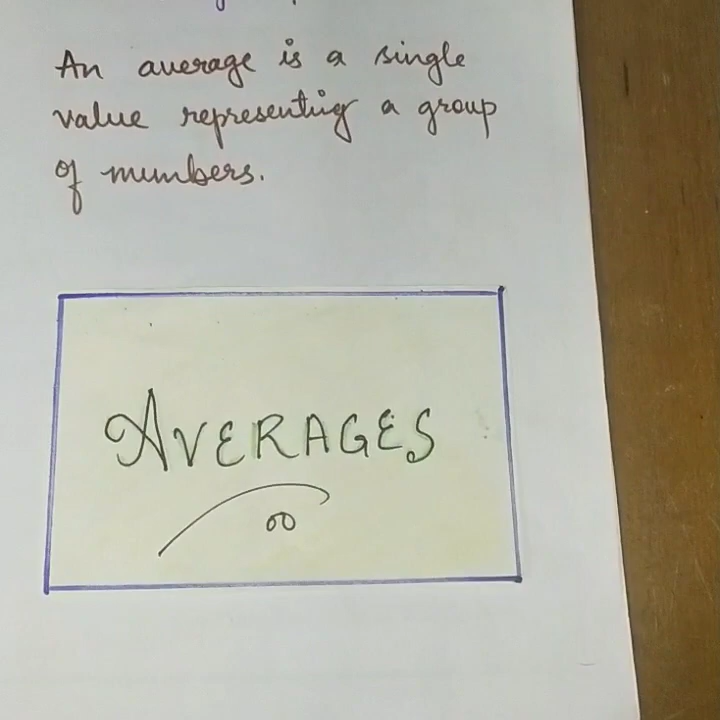 An average is a single
value representing a group
of numbers.
AVERAGES